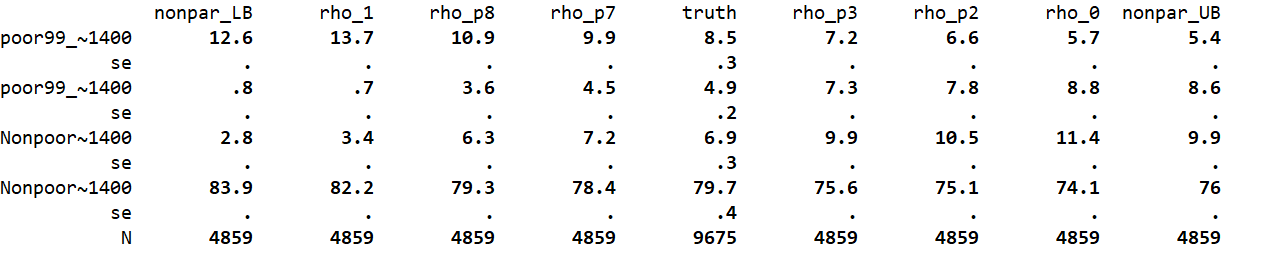 nonpar_LB rho_1 rho_p8 rho_p7 truth rho_p3 rho_p2 rho_0 nonpar_UB
poor99_~1400 12.6 13.7 10.9 9.9 8.5 7.2 6.6 5.7 5.4
se . . . . .3 . . . .
poor99_~1400 .8 .7 3.6 4.5 4.9 7.3 7.8 8.8 8.6
se . . . . .2 . . . .
Nonpoor~1400 2.8 3.4 6.3 7.2 6.9 9.9 10.5 11.4 9.9
se . . . . .3 . . . .
Nonpoor~1400 83.9 82.2 79.3 78.4 79.7 75.6 75.1 74.1 76
se . . . . .4 . . . .
N 4859 4859 4859 4859 9675 4859 4859 4859 4859